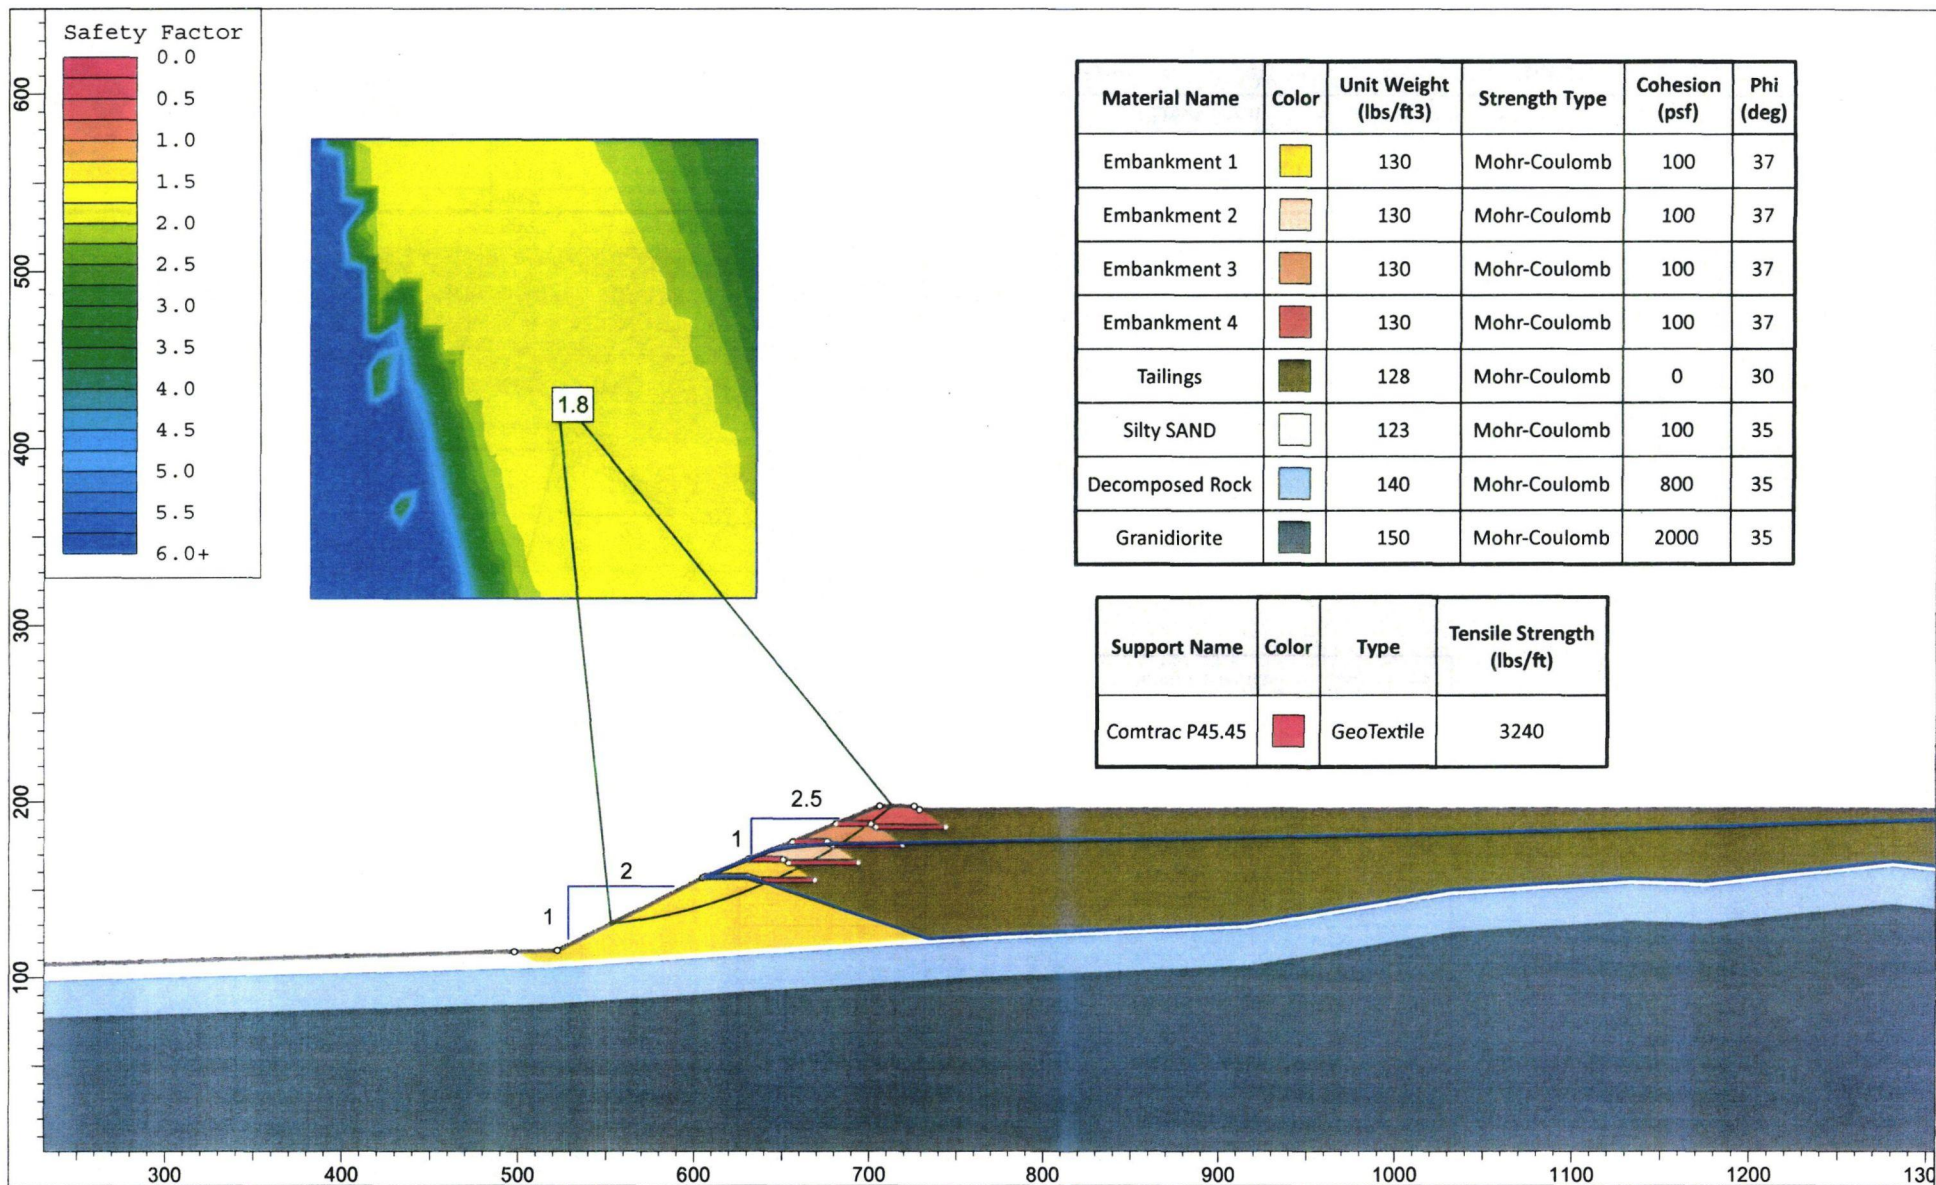 Safety Factor
0.0
0.5
1.0
1.5
2.0
2.5
3.0
3.5
4.0
4.5
5.0
5.5
6.0+
Material Name Color Unit Weight (lbs/ft3) Strength Type Cohesion (psf) Phi (deg)
Embankment 1 130 Mohr-Coulomb 100 37
Embankment 2 130 Mohr-Coulomb 100 37
Embankment 3 130 Mohr-Coulomb 100 37
Embankment 4 130 Mohr-Coulomb 100 37
Tailings 128 Mohr-Coulomb 0 30
Silty SAND 123 Mohr-Coulomb 100 35
Decomposed Rock 140 Mohr-Coulomb 800 35
Granidiorite 150 Mohr-Coulomb 2000 35
Support Name Color Type Tensile Strength (lbs/ft)
Comtrac P45.45 GeoTextile 3240
1.8
2.5
1
2
1
600
500
400
300
200
100
300 400 500 600 700 800 900 1000 1100 1200 130